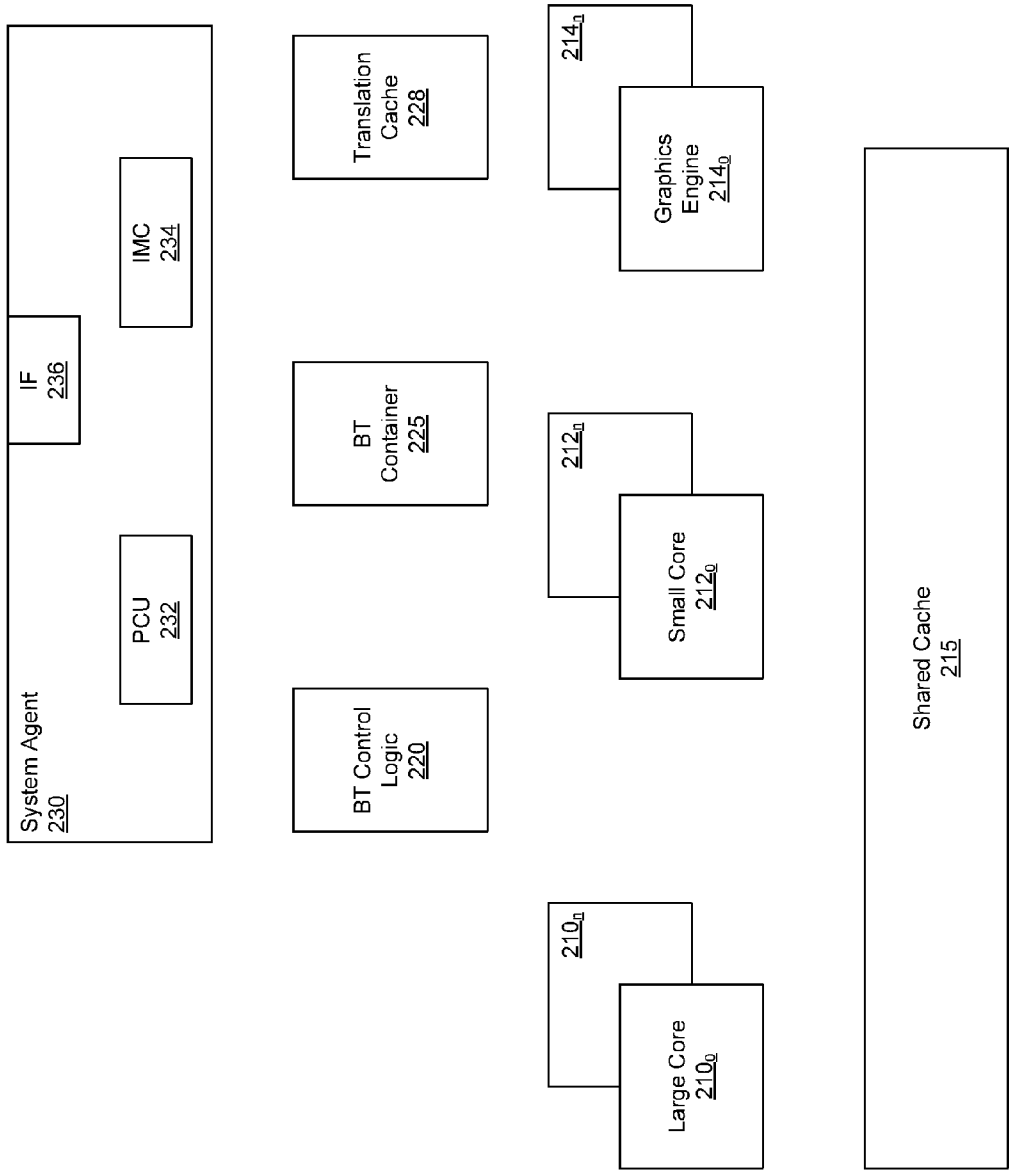 System Agent
230
PCU
232
IF
236
IMC
234
BT Control
Logic
220
BT
Container
225
Translation
Cache
228
210n
Large Core
2100
212n
Small Core
2120
214n
Graphics
Engine
2140
Shared Cache
215